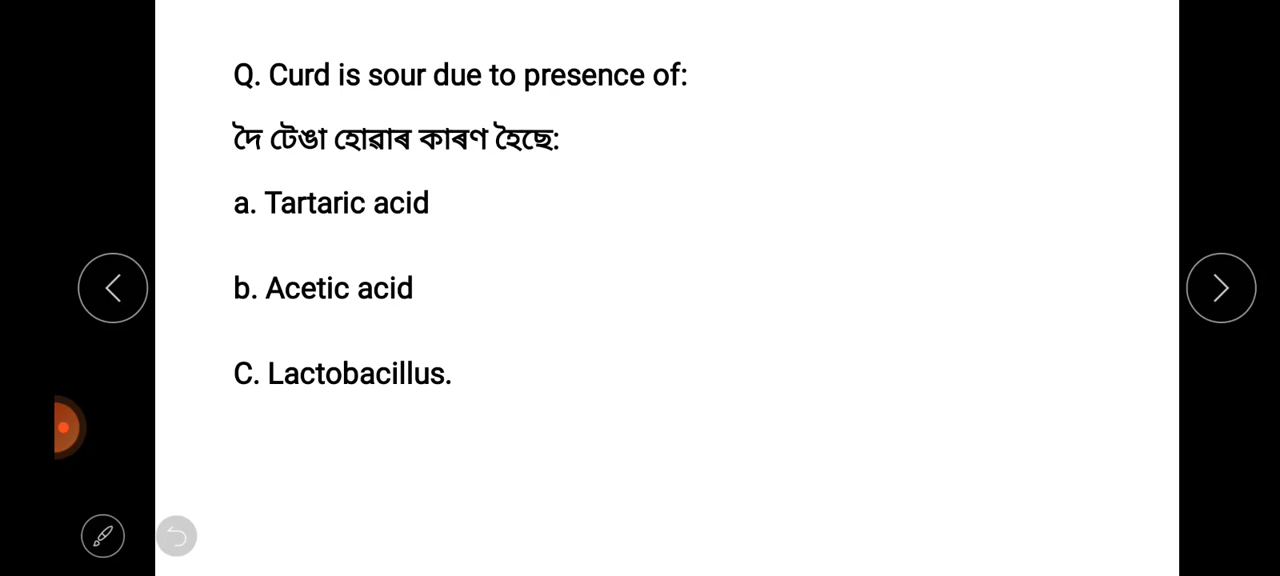 Q. Curd is sour due to presence of:
দৈ টেঙা হোৱাৰ কাৰণ হৈছে:
a. Tartaric acid
b. Acetic acid
C. Lactobacillus.